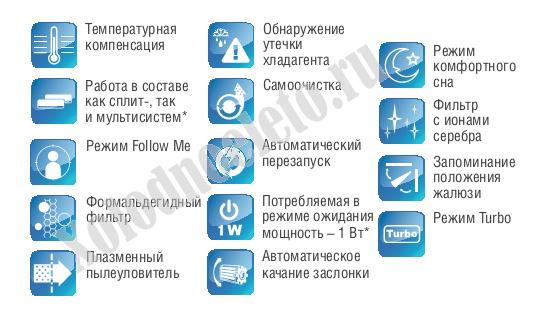 Температурная
компенсация
Работа в составе
как сплит-, так
и мультисистем*
Режим Follow Me
Формальдегидный
фильтр
Плазменный
пылеуловитель
Обнаружение
утечки
хладагента
Самоочистка
Автоматический
перезапуск
1W
Потребляемая в
режиме ожидания
мощность – 1 Вт*
Автоматическое
качание заслонки
Режим
комфортного
сна
Фильтр
с ионами
серебра
Запоминание
положения
жалюзи
Turbo
Режим Turbo
holodnoeleto.ru